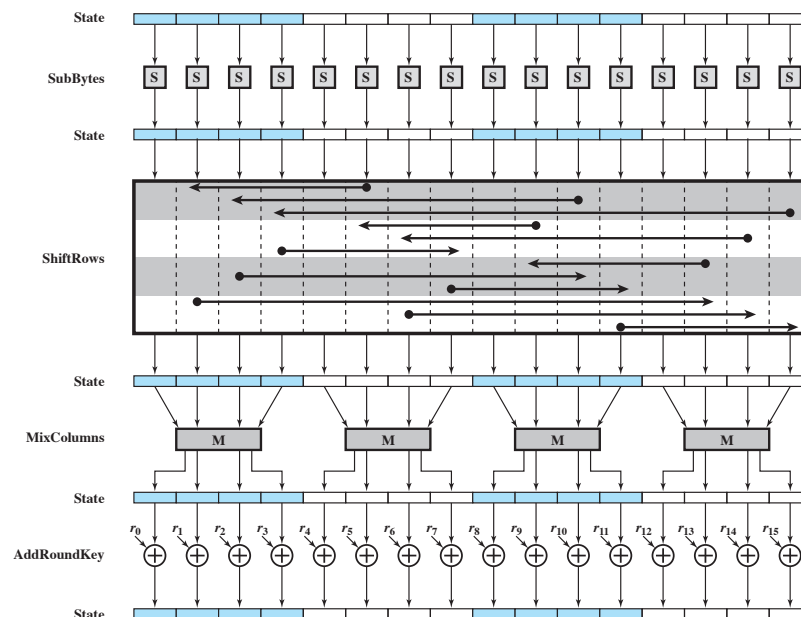 State
SubBytes
S S S S S S S S S S S S S S S S
State
ShiftRows
State
MixColumns
M M M M
State
r0 r1 r2 r3 r4 r5 r6 r7 r8 r9 r10 r11 r12 r13 r14 r15
AddRoundKey
State